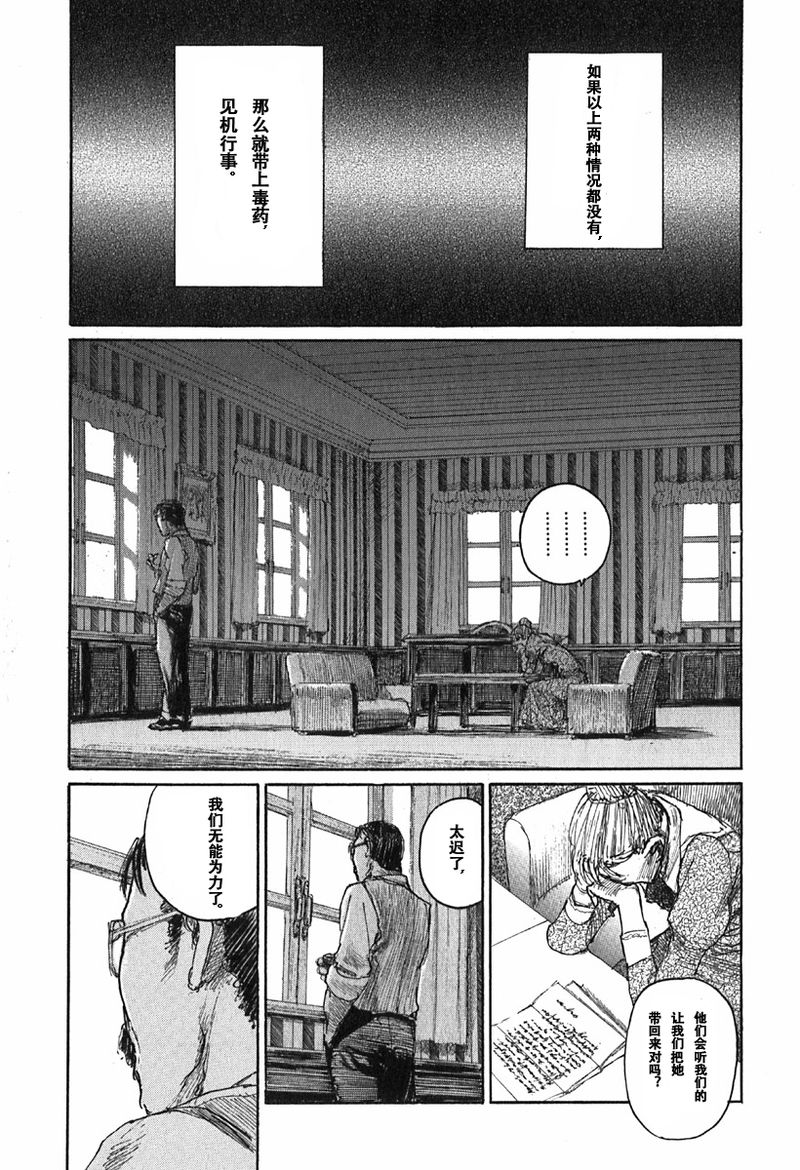 如果以上两种情况都没有,
那么就带上毒药,
见机行事。
………………
他们会听我们的
让我们把她
带回来对吗?
太迟了,
我们无能为力了。